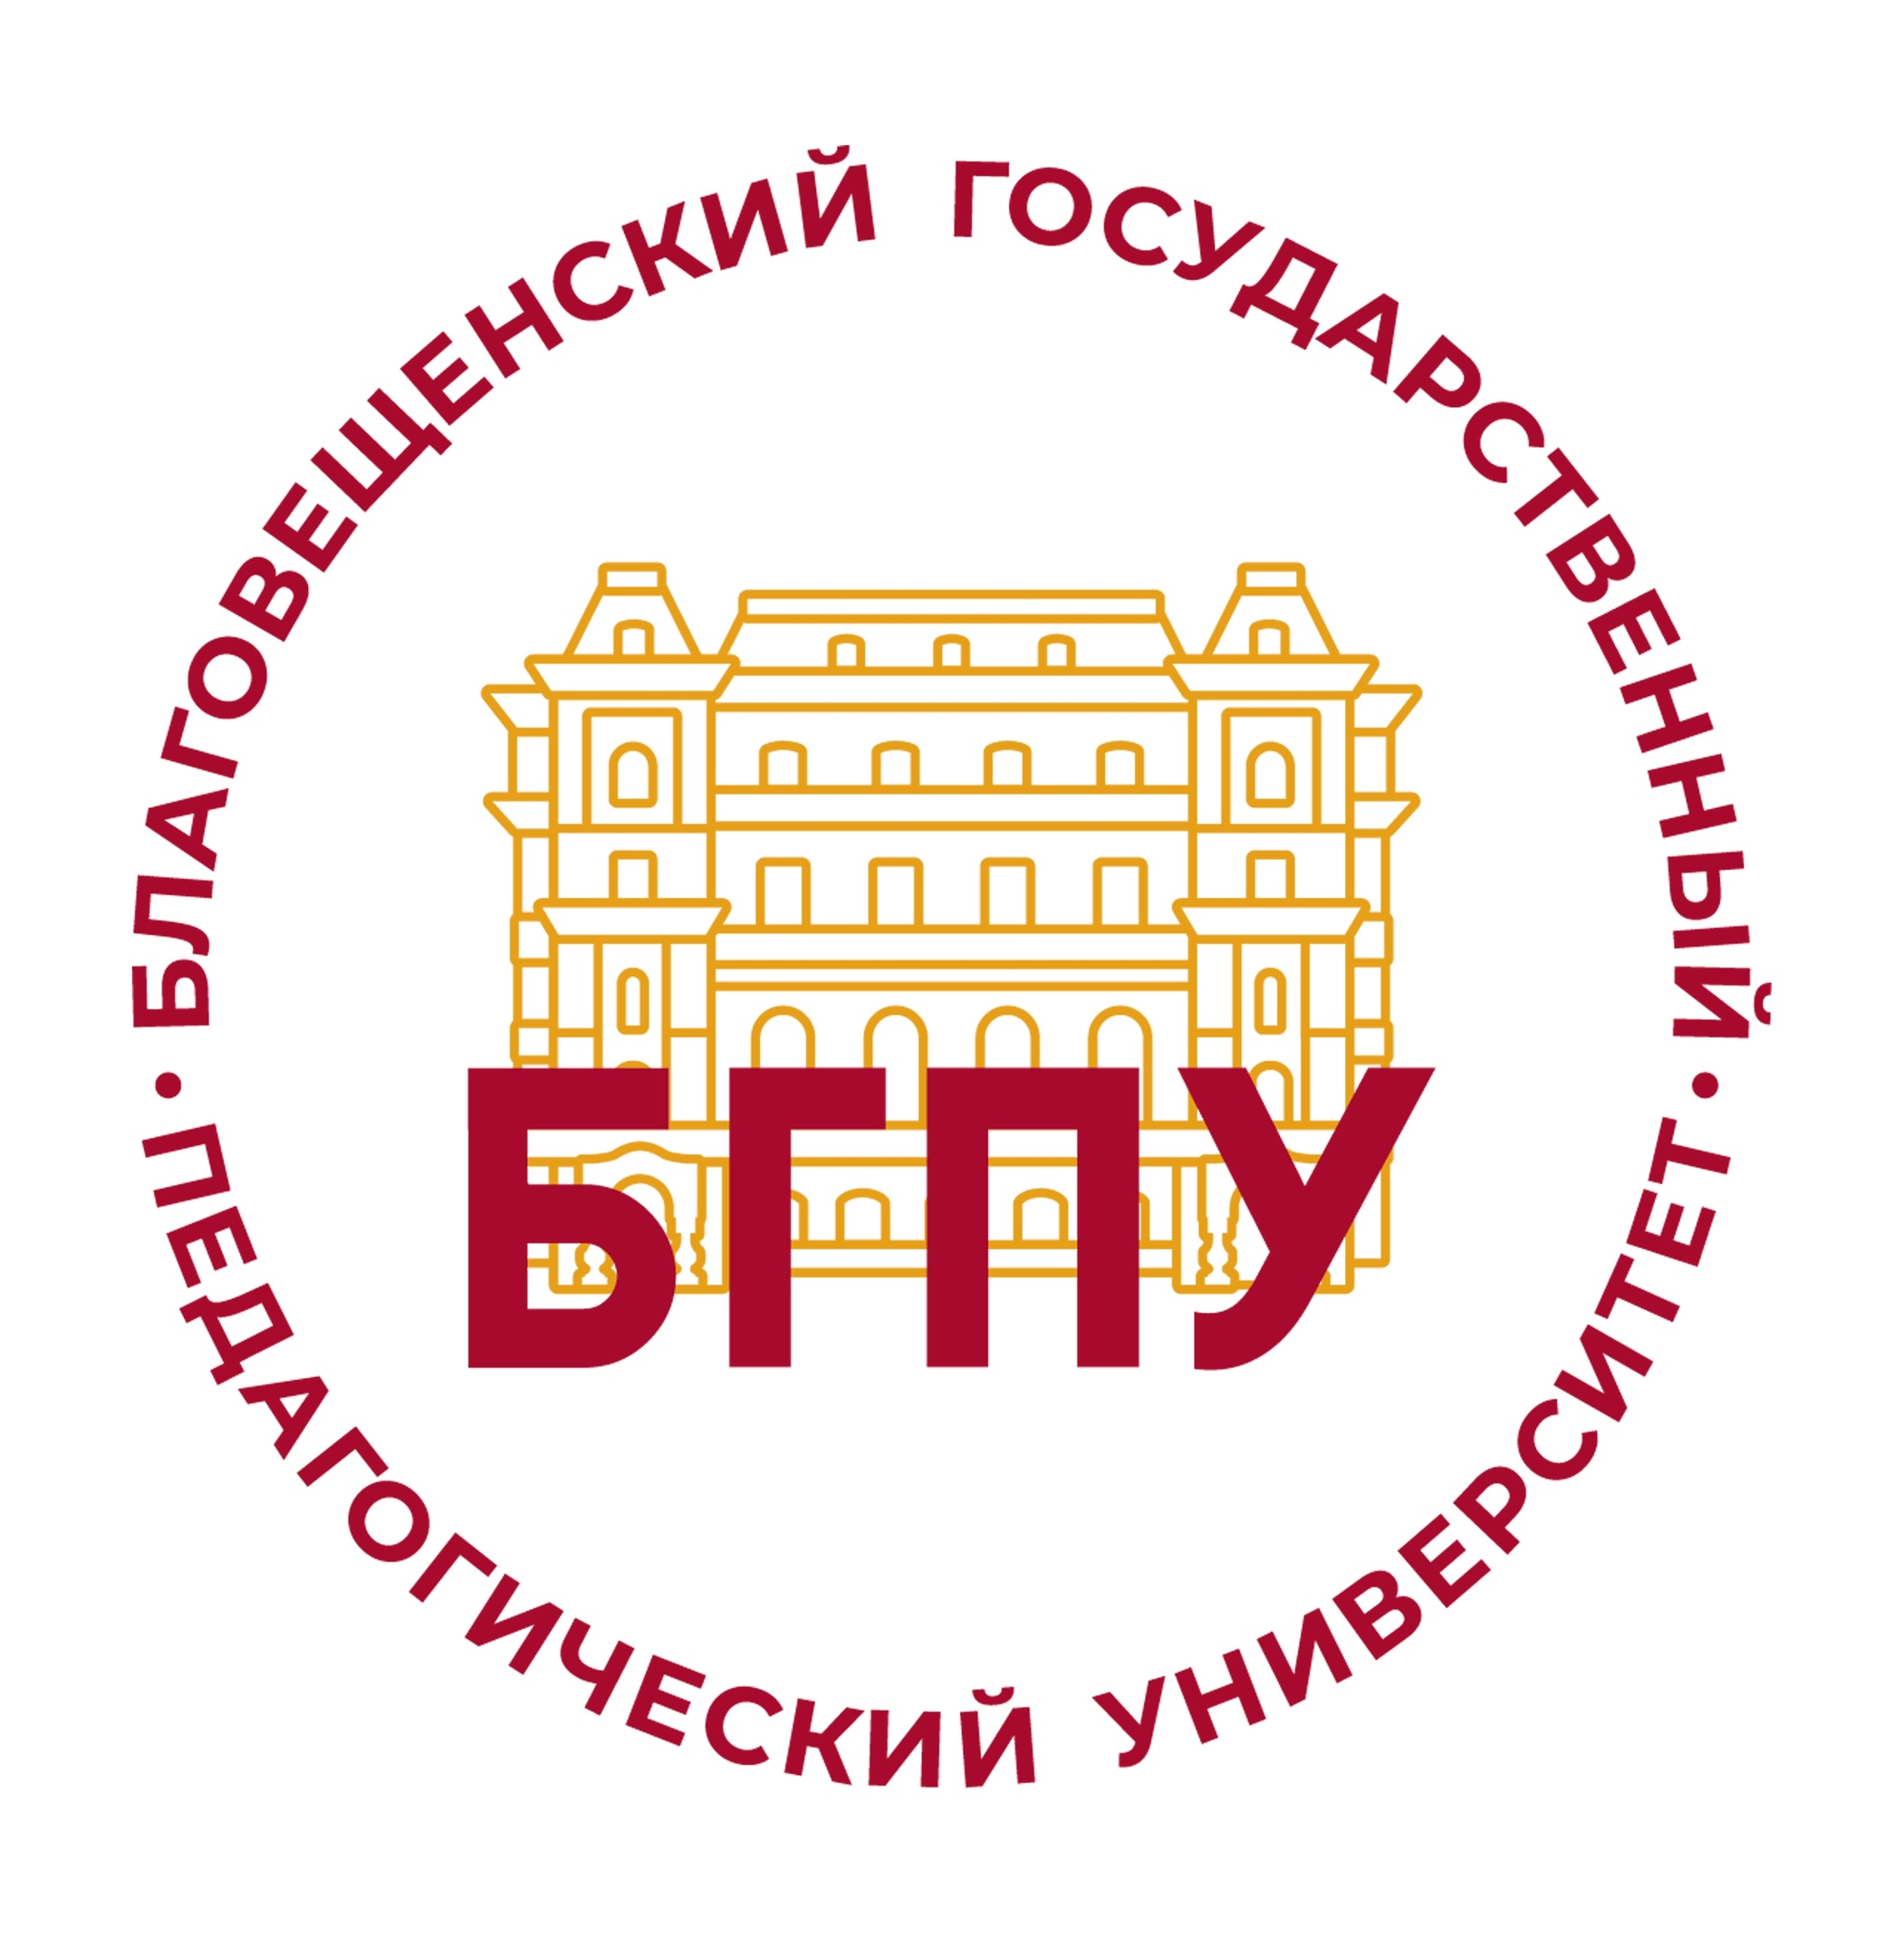 БЛАГОВЕЩЕНСКИЙ ГОСУДАРСТВЕННЫЙ
• ПЕДАГОГИЧЕСКИЙ УНИВЕРСИТЕТ •
БГПУ